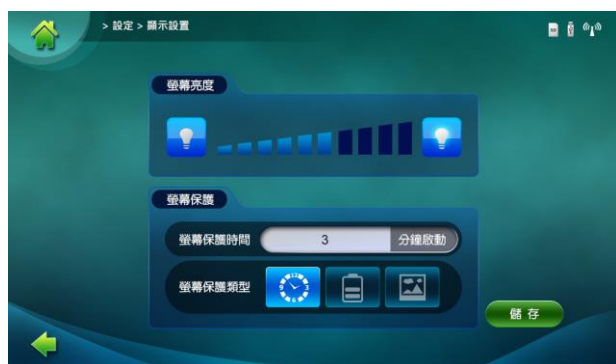 > 設定 > 顯示設置
螢幕亮度
螢幕保護
螢幕保護時間 3 分鐘啟動
螢幕保護類型
儲存